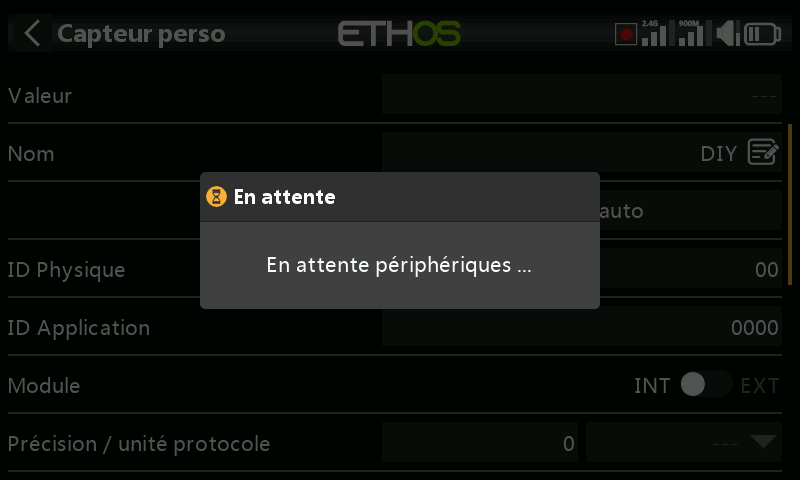 Capteur perso
ETHOS
2.4G
900M
Valeur
---
Nom
DIY
En attente
auto
En attente périphériques ...
ID Physique
00
ID Application
0000
Module
INT
EXT
Précision / unité protocole
0
---